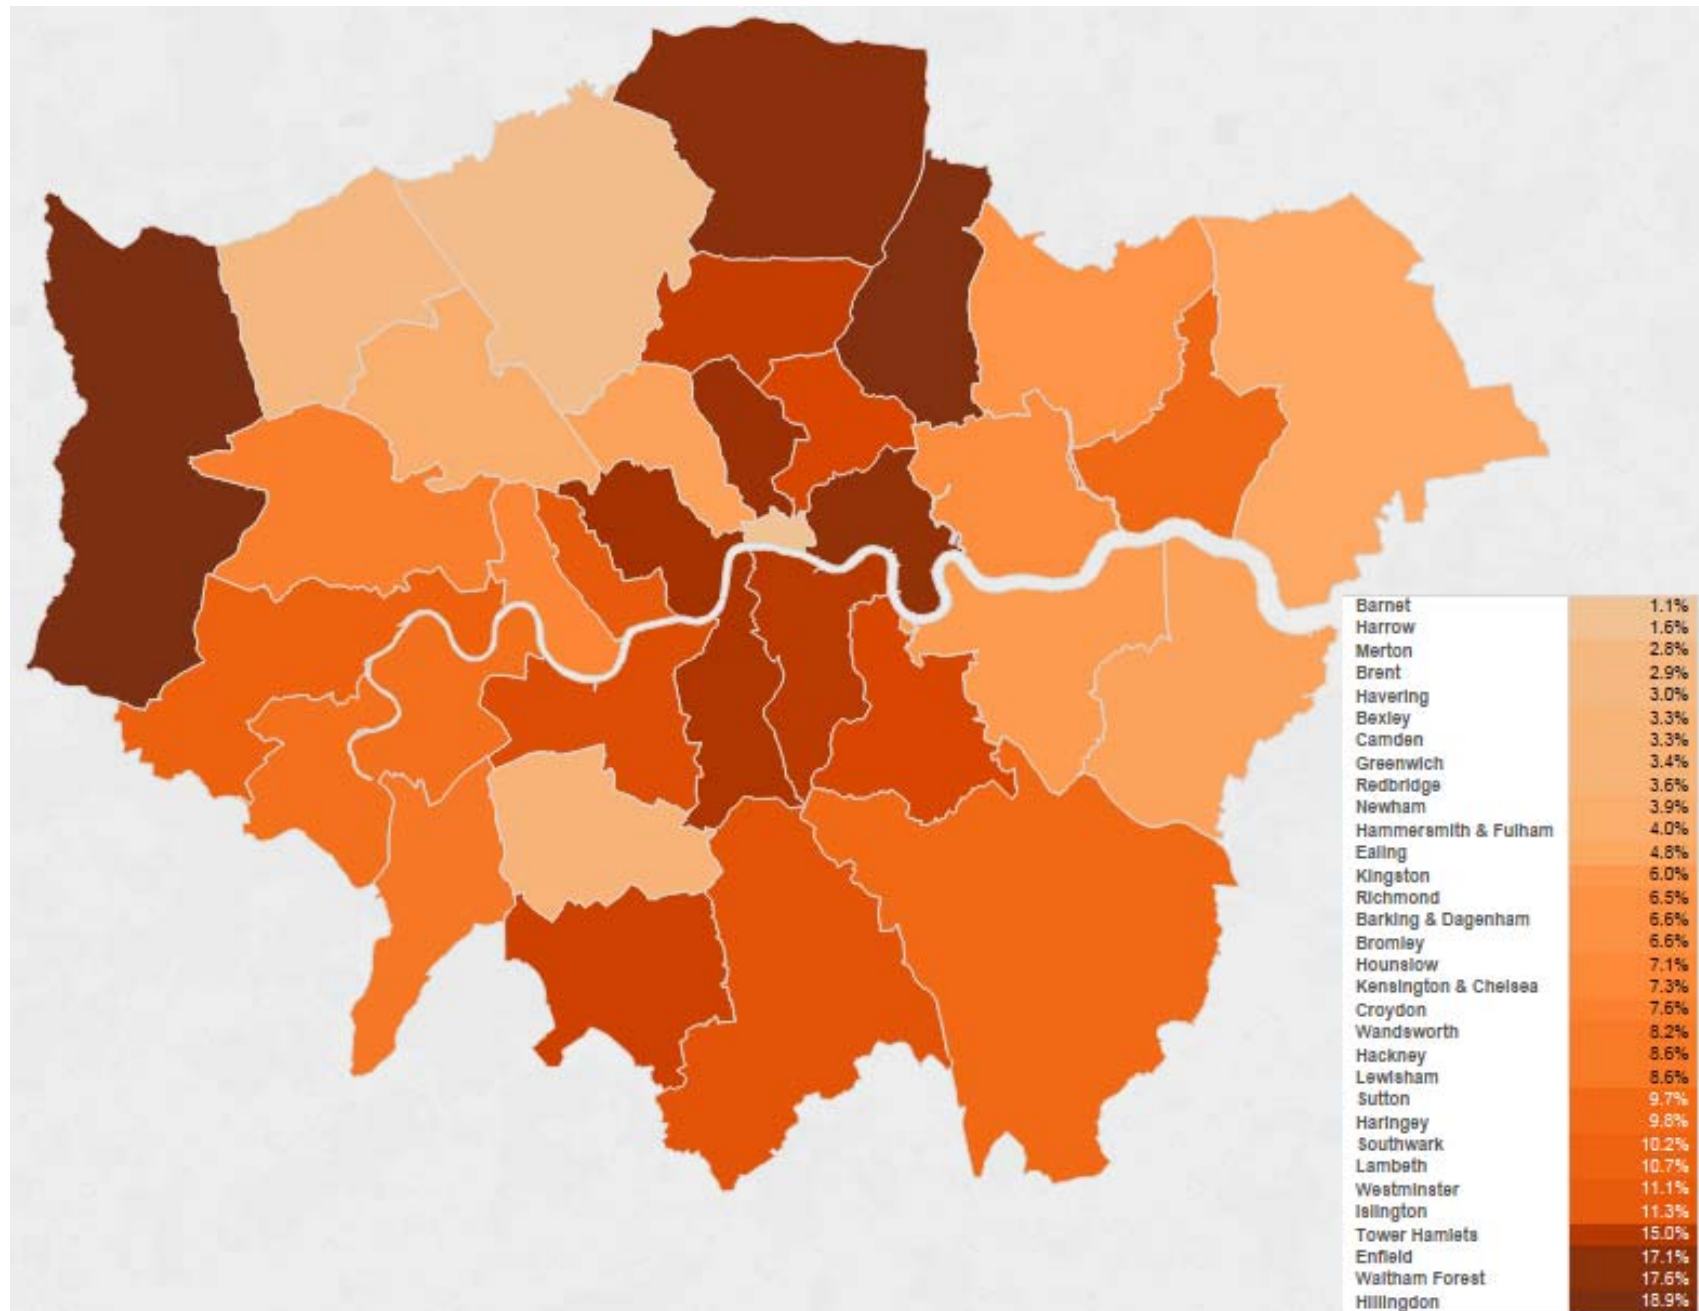 Barnet 1.1%
Harrow 1.6%
Merton 2.8%
Brent 2.9%
Havering 3.0%
Bexley 3.3%
Camden 3.3%
Greenwich 3.4%
Redbridge 3.6%
Newham 3.9%
Hammersmith & Fulham 4.0%
Ealing 4.8%
Kingston 6.0%
Richmond 6.5%
Barking & Dagenham 6.6%
Bromley 6.6%
Hounslow 7.1%
Kensington & Chelsea 7.3%
Croydon 7.6%
Wandsworth 8.2%
Hackney 8.6%
Lewisham 8.6%
Sutton 9.7%
Haringey 9.8%
Southwark 10.2%
Lambeth 10.7%
Westminster 11.1%
Islington 11.3%
Tower Hamlets 15.0%
Enfield 17.1%
Waltham Forest 17.6%
Hillingdon 18.9%